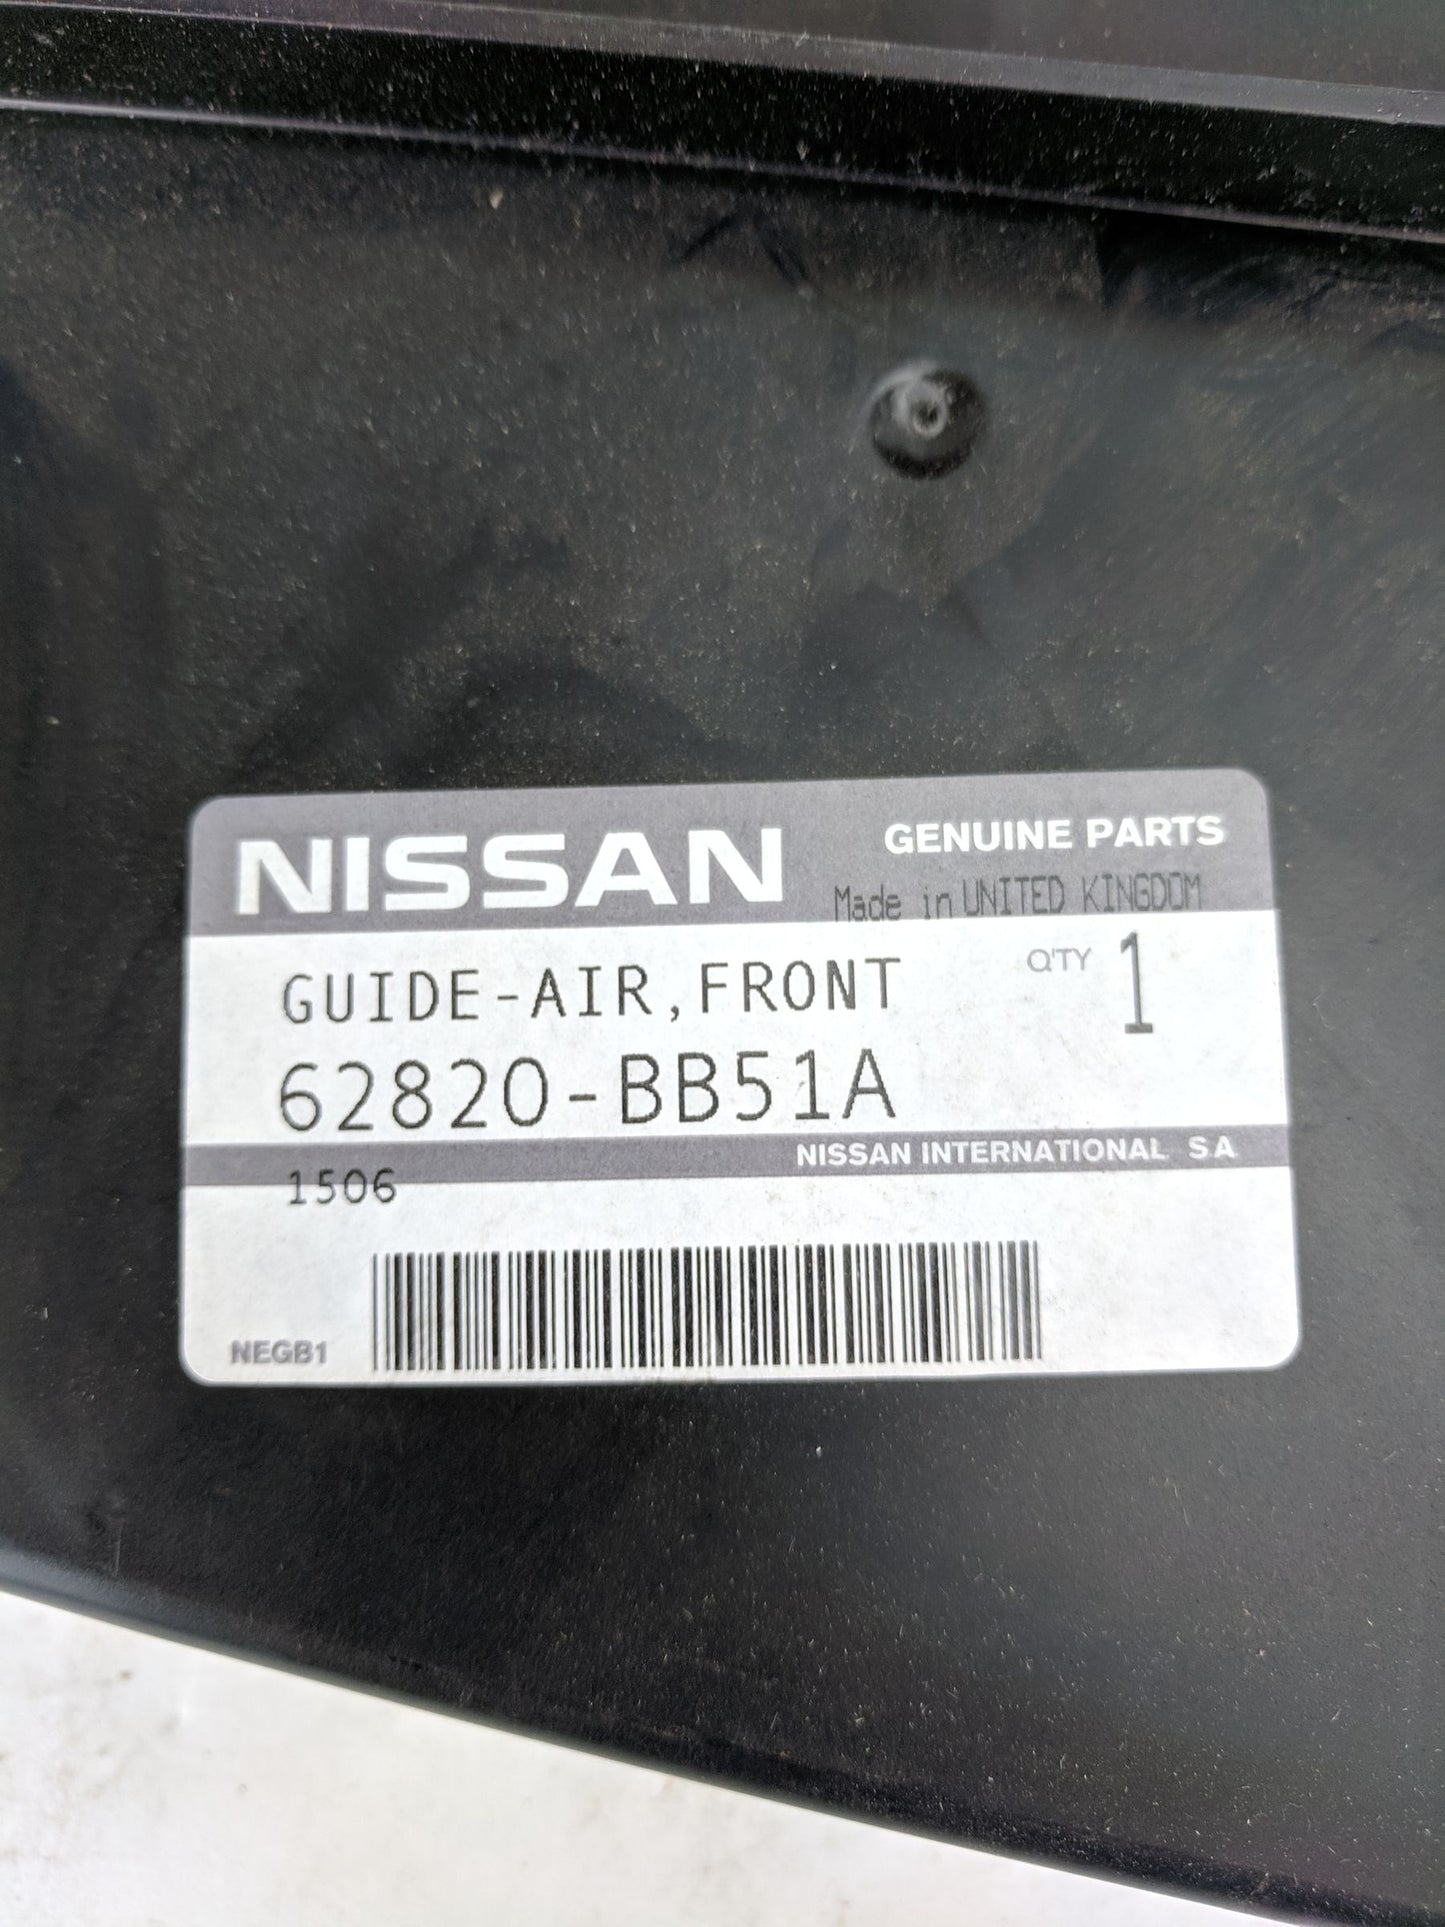 NISSAN
GENUINE PARTS
Made in UNITED KINGDOM
GUIDE-AIR,FRONT
Q'TY 1
62820-BB51A
NISSAN INTERNATIONAL SA
1506
NEGB1